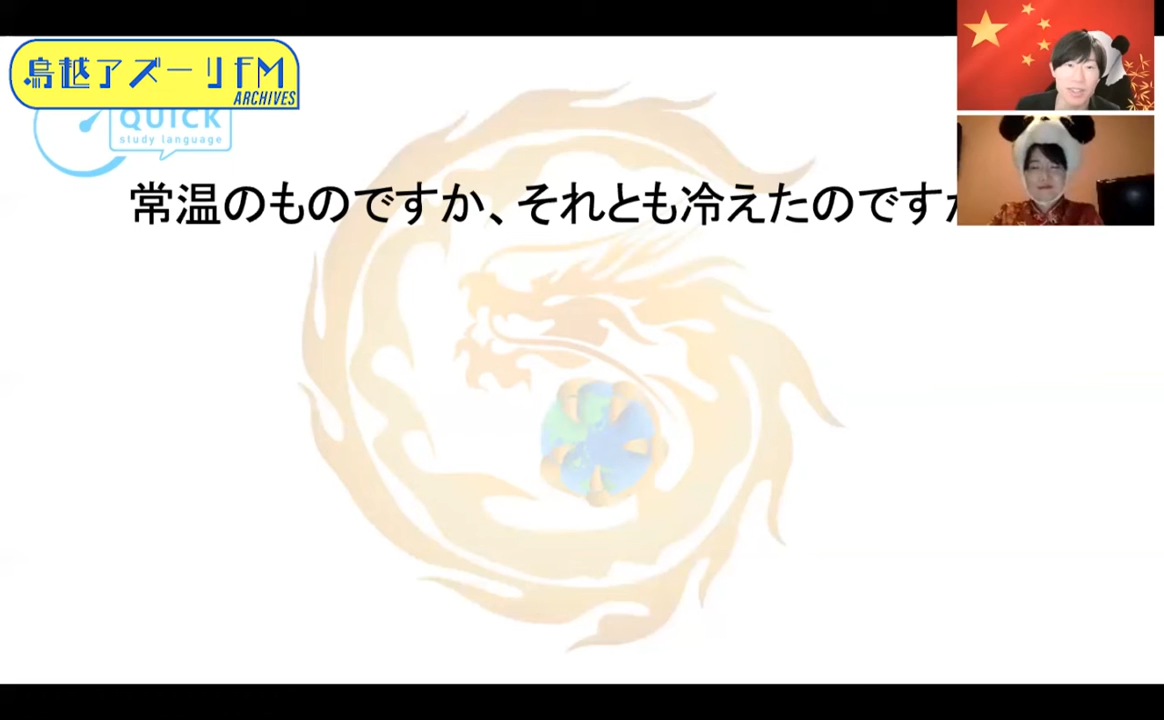 鳥越アズーリFM
ARCHIVES
QUICK
study language
常温のものですか、それとも冷えたのですか